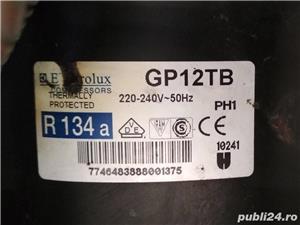 Electrolux GP12TB
COMPRESSORS
THERMALLY
PROTECTED
220-240V~50Hz
PH1
R 134 a
10241
7746483888001375
publi24.ro